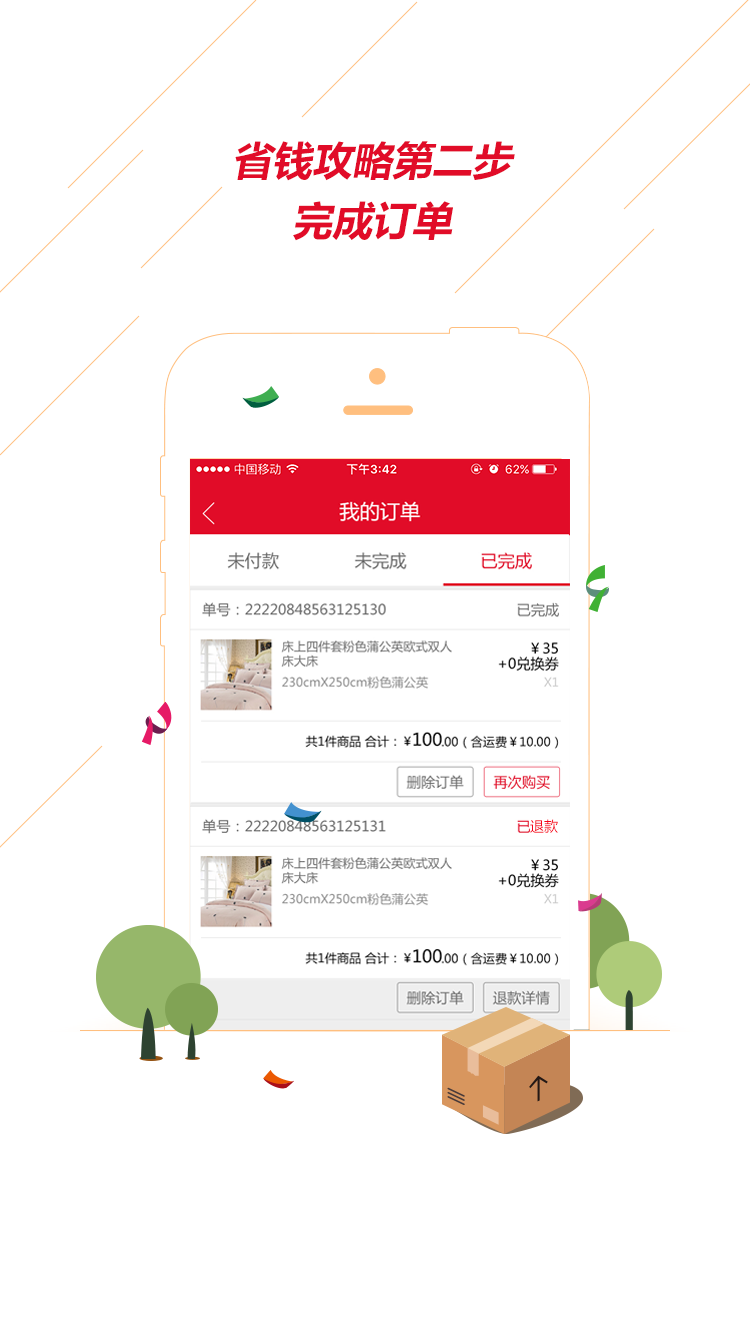 省钱攻略第二步
完成订单
中国移动 下午3:42 62%
我的订单
未付款 未完成 已完成
单号：22220848563125130 已完成
床上四件套粉色蒲公英欧式双人 ¥35
床大床 +0兑换券
230cmX250cm粉色蒲公英 X1
共1件商品 合计：¥100.00（含运费¥10.00）
删除订单 再次购买
单号：22220848563125131 已退款
床上四件套粉色蒲公英欧式双人 ¥35
床大床 +0兑换券
230cmX250cm粉色蒲公英 X1
共1件商品 合计：¥100.00（含运费¥10.00）
删除订单 退款详情